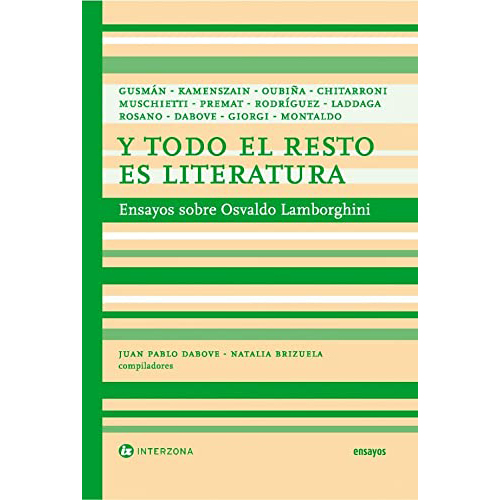 GUSMÁN - KAMENSZAIN - OUBIÑA - CHITARRONI
MUSCHIETTI - PREMAT - RODRÍGUEZ - LADDAGA
ROSANO - DABOVE - GIORGI - MONTALDO
Y TODO EL RESTO
ES LITERATURA
Ensayos sobre Osvaldo Lamborghini
JUAN PABLO DABOVE - NATALIA BRIZUELA
compiladores
iz INTERZONA
ensayos